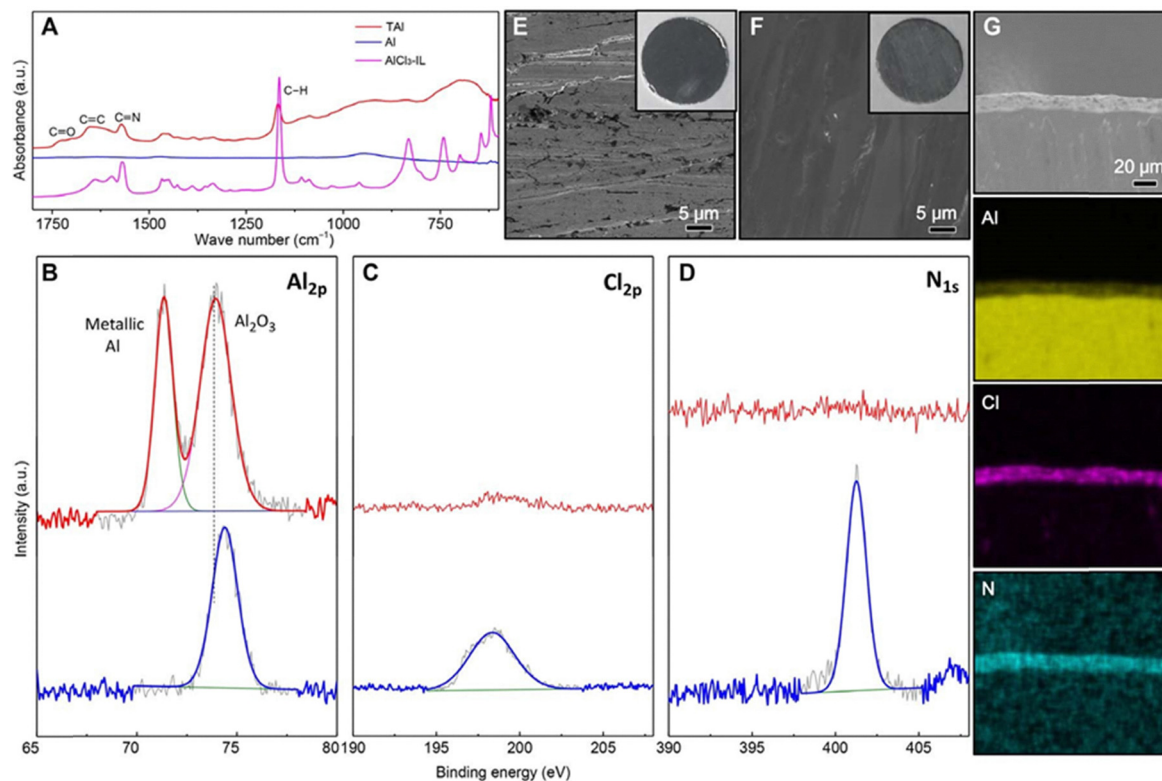 A
TAl
Al
AlCl₃-IL
C=O
C=C
C=N
C−H
Absorbance (a.u.)
1750
1500
1250
1000
750
Wave number (cm⁻¹)
E
5 µm
F
5 µm
G
20 µm
B
Al₂ₚ
Metallic
Al
Al₂O₃
C
Cl₂ₚ
D
N₁ₛ
Al
Cl
N
Intensity (a.u.)
65
70
75
80
190
195
200
205
390
395
400
405
Binding energy (eV)